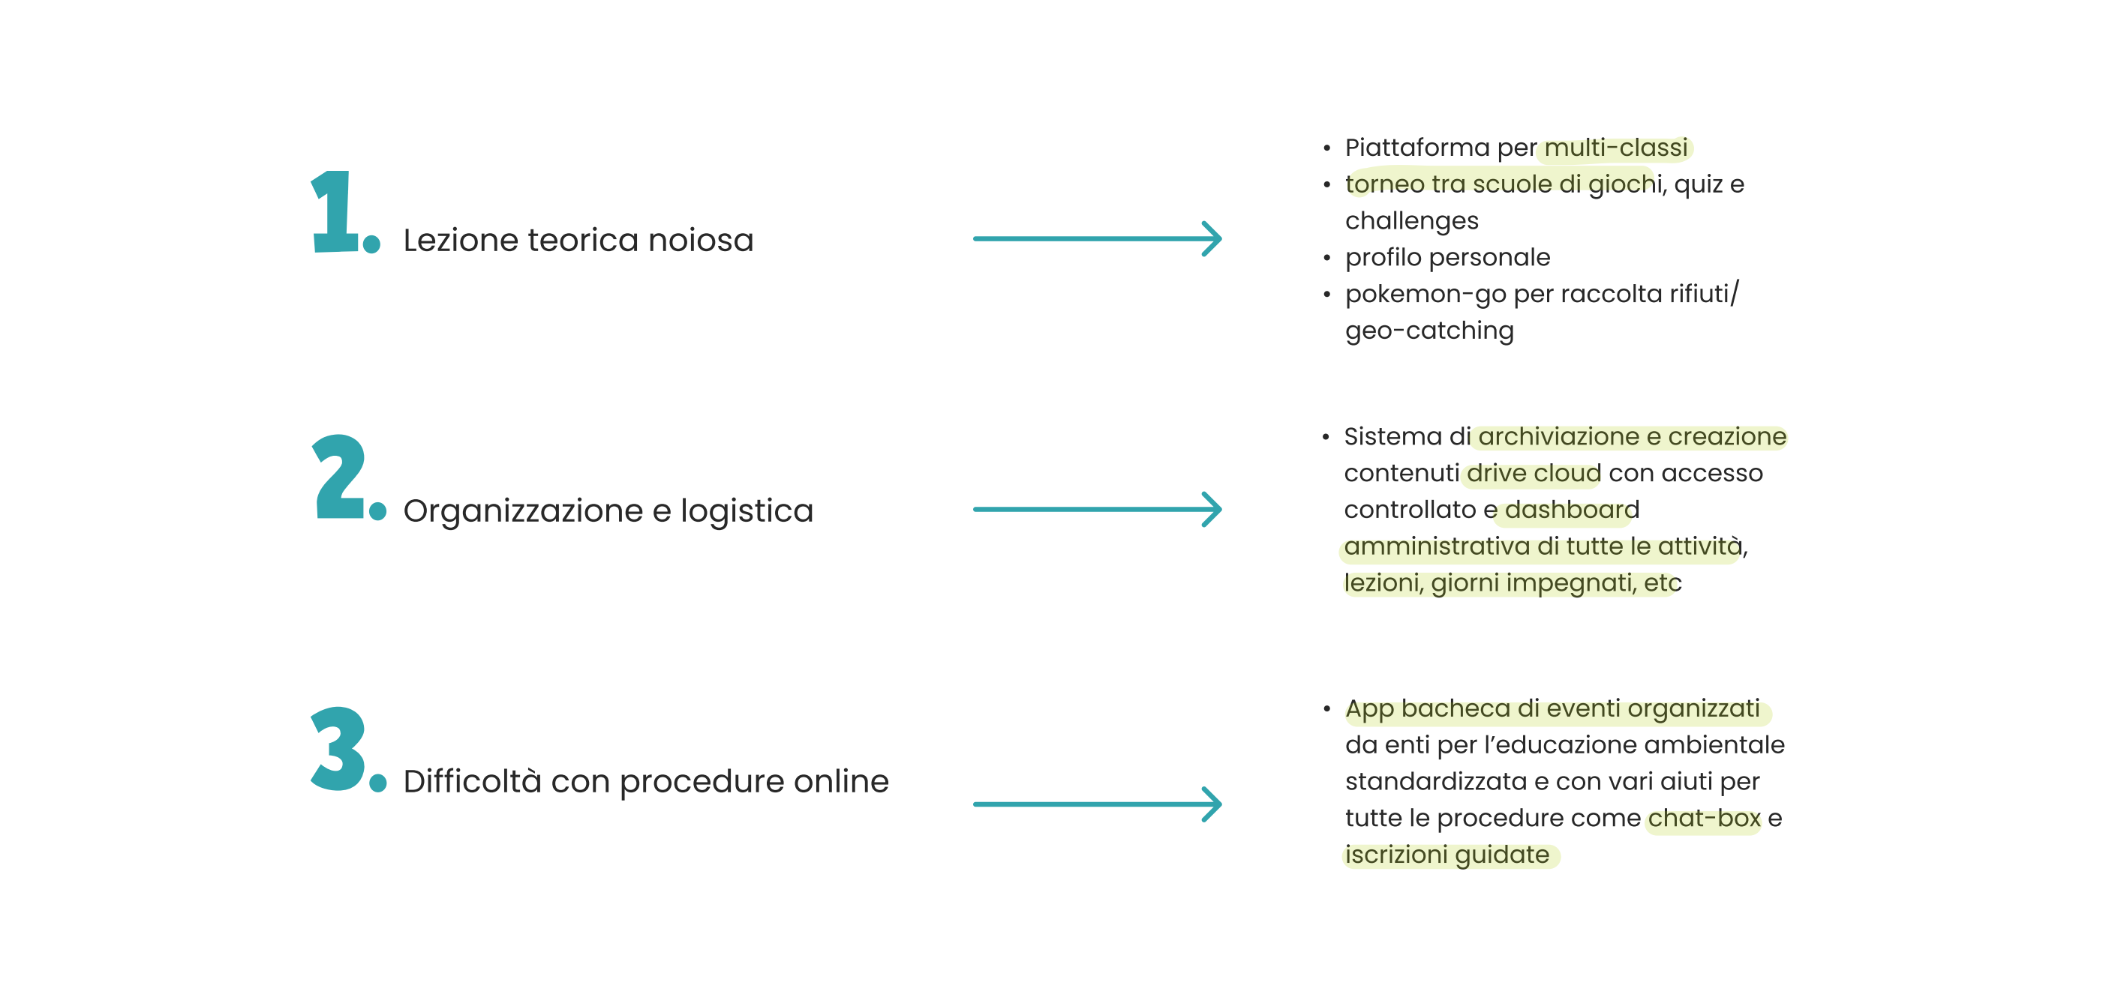 1. Lezione teorica noiosa
• Piattaforma per multi-classi
• torneo tra scuole di giochi, quiz e
challenges
• profilo personale
• pokemon-go per raccolta rifiuti/
geo-catching
2. Organizzazione e logistica
• Sistema di archiviazione e creazione
contenuti drive cloud con accesso
controllato e dashboard
amministrativa di tutte le attività,
lezioni, giorni impegnati, etc
3. Difficoltà con procedure online
• App bacheca di eventi organizzati
da enti per l’educazione ambientale
standardizzata e con vari aiuti per
tutte le procedure come chat-box e
iscrizioni guidate